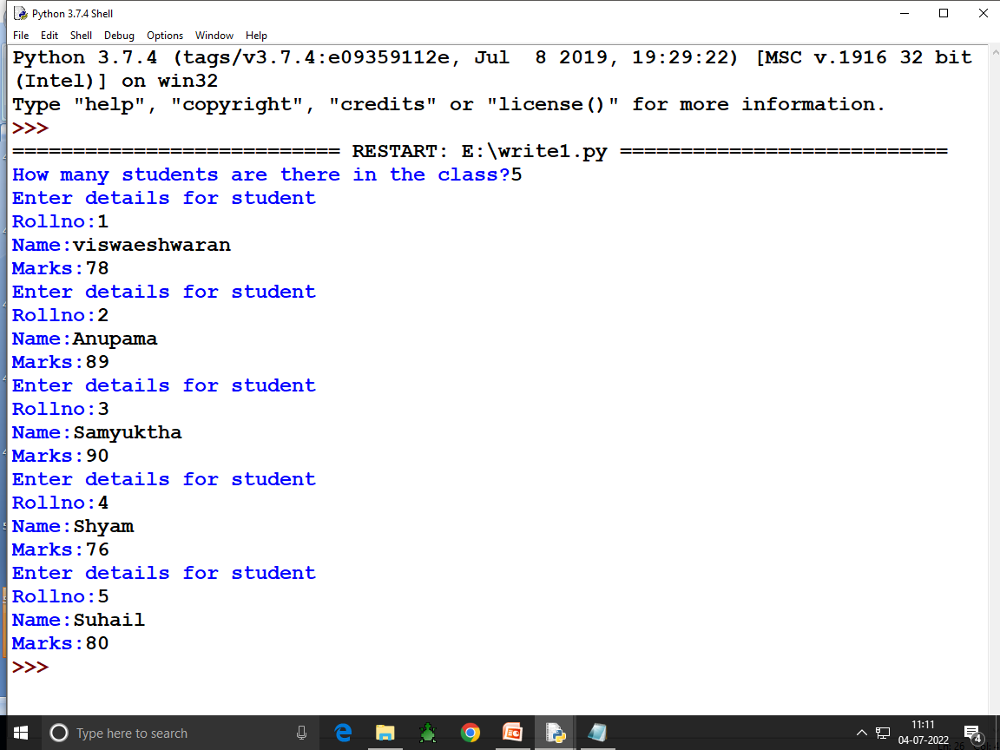 Python 3.7.4 Shell
File Edit Shell Debug Options Window Help
Python 3.7.4 (tags/v3.7.4:e09359112e, Jul  8 2019, 19:29:22) [MSC v.1916 32 bit
(Intel)] on win32
Type "help", "copyright", "credits" or "license()" for more information.
>>>
=========================== RESTART: E:\write1.py ===========================
How many students are there in the class?5
Enter details for student
Rollno:1
Name:viswaeshwaran
Marks:78
Enter details for student
Rollno:2
Name:Anupama
Marks:89
Enter details for student
Rollno:3
Name:Samyuktha
Marks:90
Enter details for student
Rollno:4
Name:Shyam
Marks:76
Enter details for student
Rollno:5
Name:Suhail
Marks:80
>>>
Type here to search
11:11
04-07-2022
4